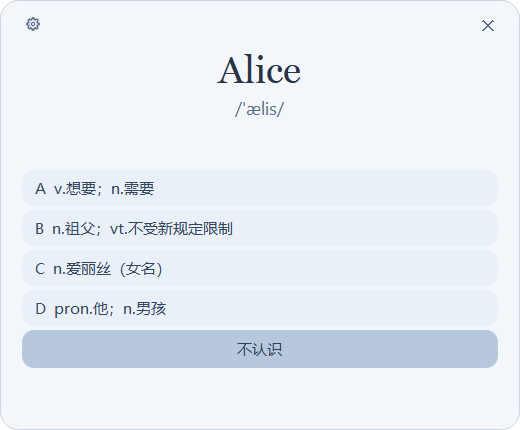 Alice
/ˈælis/
A v.想要；n.需要
B n.祖父；vt.不受新规定限制
C n.爱丽丝（女名）
D pron.他；n.男孩
不认识